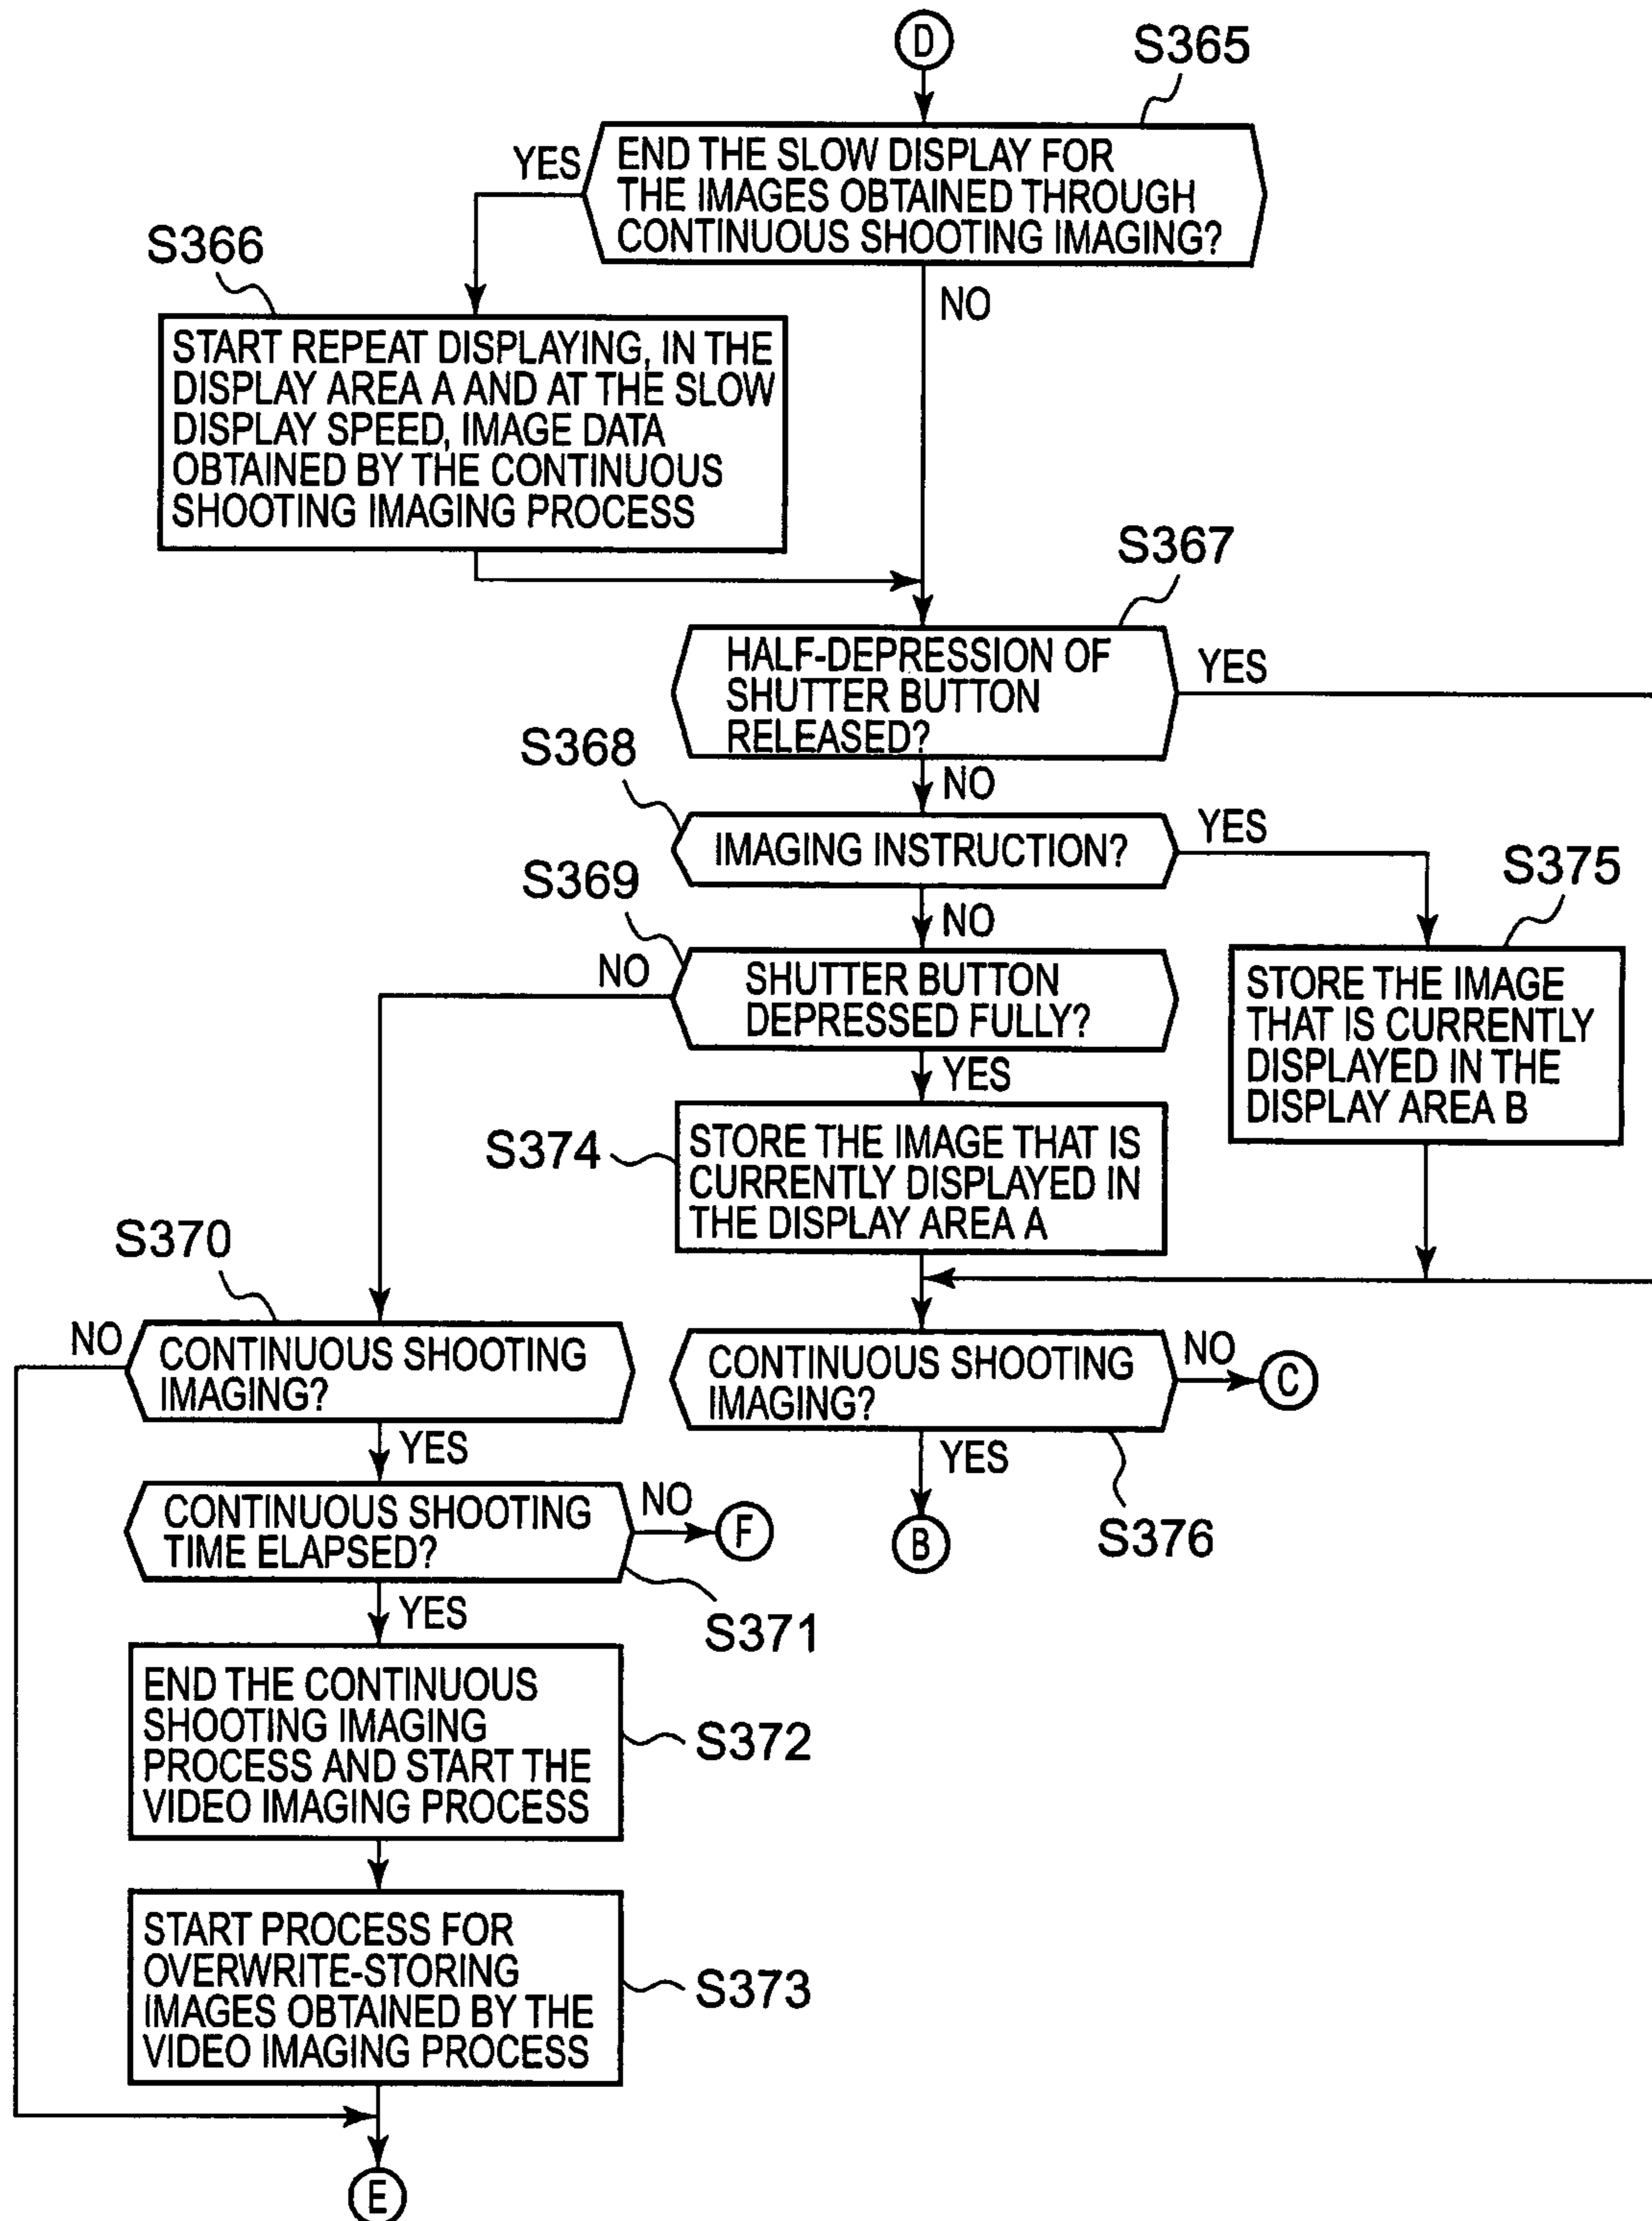 D
S365
YES
END THE SLOW DISPLAY FOR
THE IMAGES OBTAINED THROUGH
CONTINUOUS SHOOTING IMAGING?
NO
S366
START REPEAT DISPLAYING, IN THE
DISPLAY AREA A AND AT THE SLOW
DISPLAY SPEED, IMAGE DATA
OBTAINED BY THE CONTINUOUS
SHOOTING IMAGING PROCESS
S367
HALF-DEPRESSION OF
SHUTTER BUTTON
RELEASED?
YES
NO
S368
IMAGING INSTRUCTION?
YES
NO
S369
SHUTTER BUTTON
DEPRESSED FULLY?
NO
YES
S375
STORE THE IMAGE
THAT IS CURRENTLY
DISPLAYED IN THE
DISPLAY AREA B
S374
STORE THE IMAGE THAT IS
CURRENTLY DISPLAYED IN
THE DISPLAY AREA A
S370
NO
CONTINUOUS SHOOTING
IMAGING?
YES
CONTINUOUS SHOOTING
IMAGING?
NO
C
YES
B
S376
CONTINUOUS SHOOTING
TIME ELAPSED?
NO
F
YES
S371
END THE CONTINUOUS
SHOOTING IMAGING
PROCESS AND START THE
VIDEO IMAGING PROCESS
S372
START PROCESS FOR
OVERWRITE-STORING
IMAGES OBTAINED BY THE
VIDEO IMAGING PROCESS
S373
E